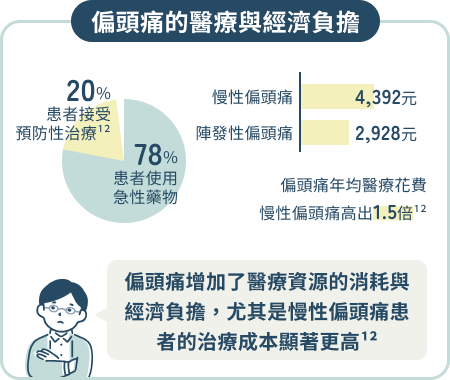 偏頭痛的醫療與經濟負擔
20%
患者接受
預防性治療¹²
78%
患者使用
急性藥物
慢性偏頭痛 4,392元
陣發性偏頭痛 2,928元
偏頭痛年均醫療花費
慢性偏頭痛高出1.5倍¹²
偏頭痛增加了醫療資源的消耗與
經濟負擔，尤其是慢性偏頭痛患
者的治療成本顯著更高¹²